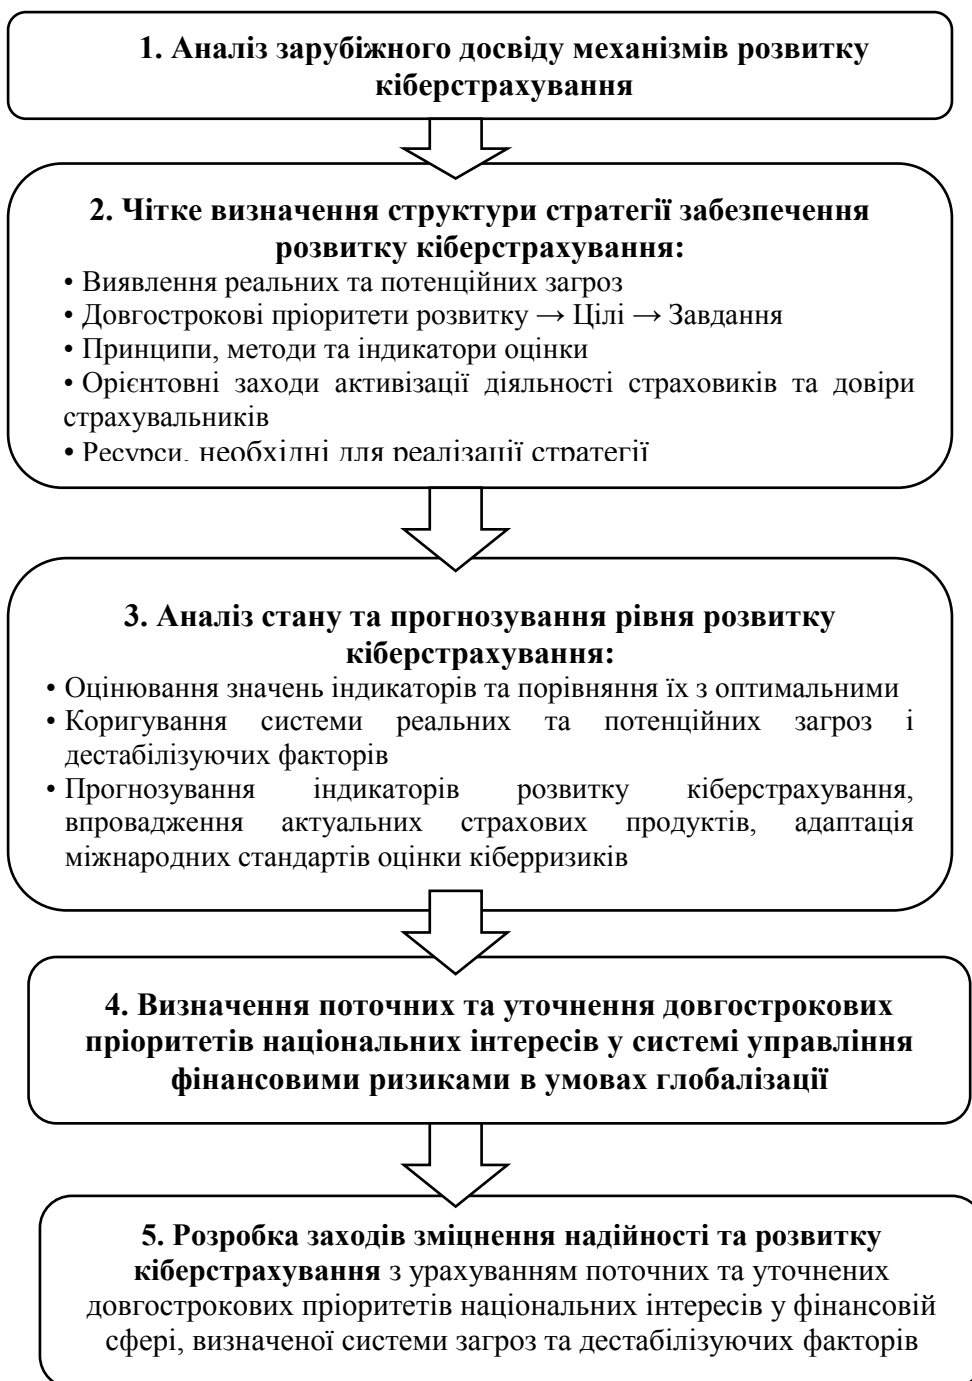 1. Аналіз зарубіжного досвіду механізмів розвитку
кіберстрахування
2. Чітке визначення структури стратегії забезпечення
розвитку кіберстрахування:
• Виявлення реальних та потенційних загроз
• Довгострокові пріоритети розвитку → Цілі → Завдання
• Принципи, методи та індикатори оцінки
• Орієнтовні заходи активізації діяльності страховиків та довіри
страхувальників
• Ресурси, необхідні для реалізації стратегії
3. Аналіз стану та прогнозування рівня розвитку
кіберстрахування:
• Оцінювання значень індикаторів та порівняння їх з оптимальними
• Коригування системи реальних та потенційних загроз і
дестабілізуючих факторів
• Прогнозування індикаторів розвитку кіберстрахування,
впровадження актуальних страхових продуктів, адаптація
міжнародних стандартів оцінки кіберризиків
4. Визначення поточних та уточнення довгострокових
пріоритетів національних інтересів у системі управління
фінансовими ризиками в умовах глобалізації
5. Розробка заходів зміцнення надійності та розвитку
кіберстрахування з урахуванням поточних та уточнених
довгострокових пріоритетів національних інтересів у фінансовій
сфері, визначеної системи загроз та дестабілізуючих факторів